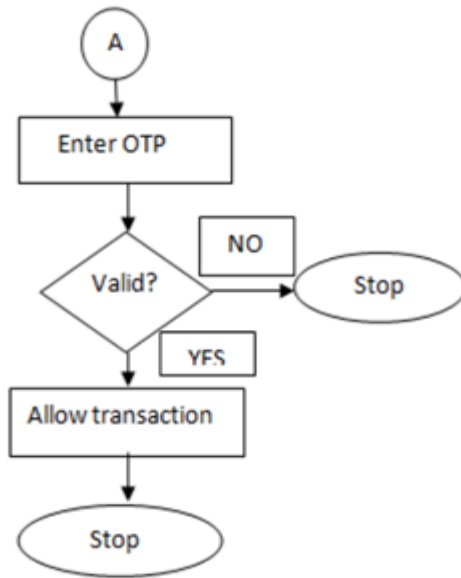 A
Enter OTP
NO
Valid?
Stop
YES
Allow transaction
Stop